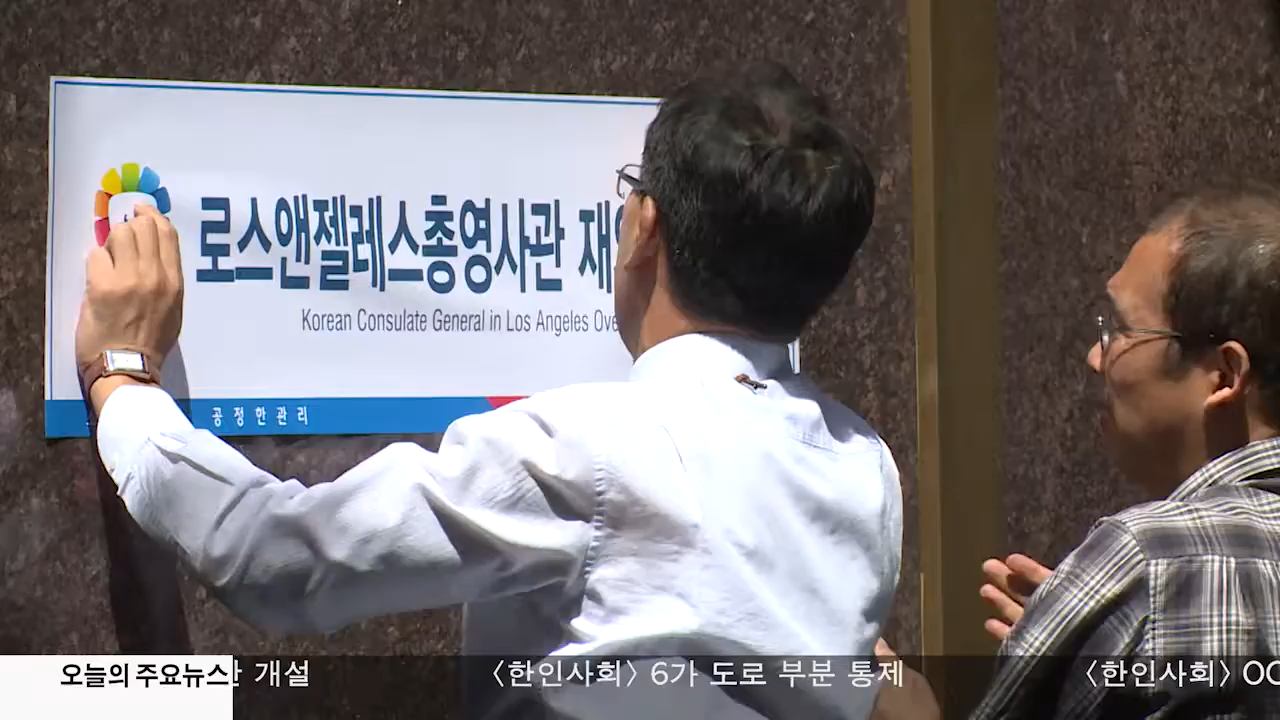 로스앤젤레스총영사관
Korean Consulate General in Los Angeles
공정한관리
오늘의 주요뉴스
개설
〈한인사회〉 6가 도로 부분 통제
〈한인사회〉